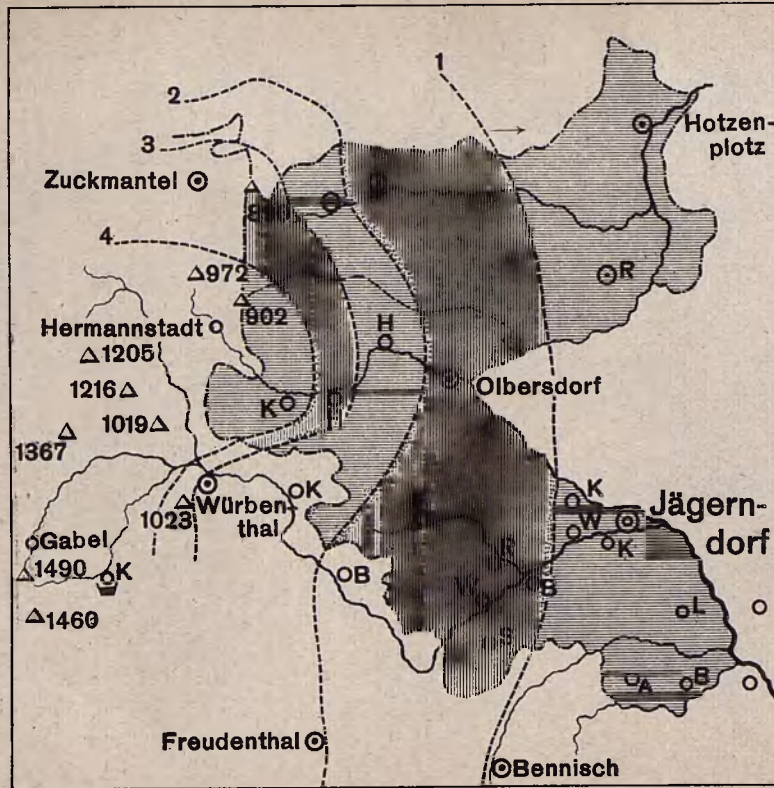 1
2
Hotzen-
plotz
3
Zuckmantel
4
972
R
902
Hermannstadt
H
1205
Olbersdorf
1216
K
1019
1367
K
K
Jägern-
dorf
Würben-
thal
W
1023
K
Gabel
R
1490
K
B
W
B
L
1460
S
A
B
Freudenthal
Bennisch